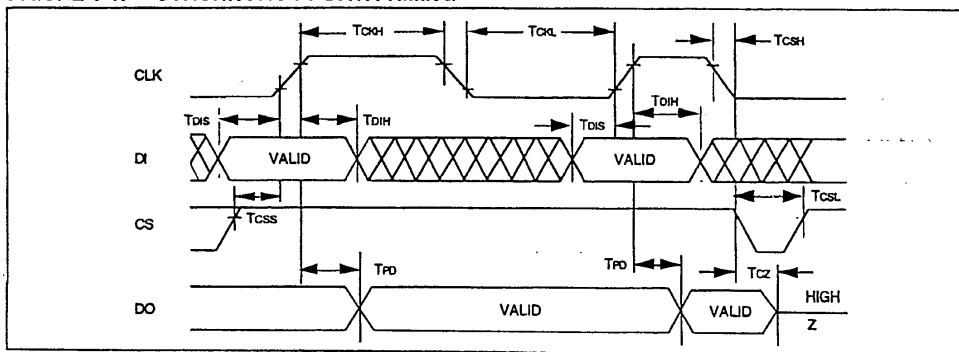 TCKH
TCKL
TCSH
CLK
TDIS
TDIH
TDIS
TDIH
DI
VALID
VALID
TCSS
TCSL
CS
TPD
TPD
TCZ
DO
VALID
VALID
HIGH
Z